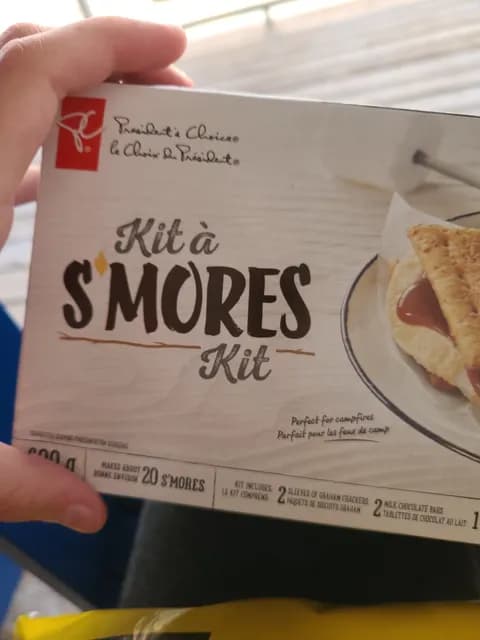 PC®
President's Choice®
le Choix du Président®
Kit à
S'MORES
Kit
Perfect for campfires
Parfait pour les feux de camp
g
MAKES ABOUT
DONNE ENVIRON
20 S'MORES
KIT INCLUDES:
LE KIT COMPREND:
2 SLEEVES OF GRAHAM CRACKERS
PAQUETS DE BISCUITS GRAHAM
2 MILK CHOCOLATE BARS
TABLETTES DE CHOCOLAT AU LAIT
1